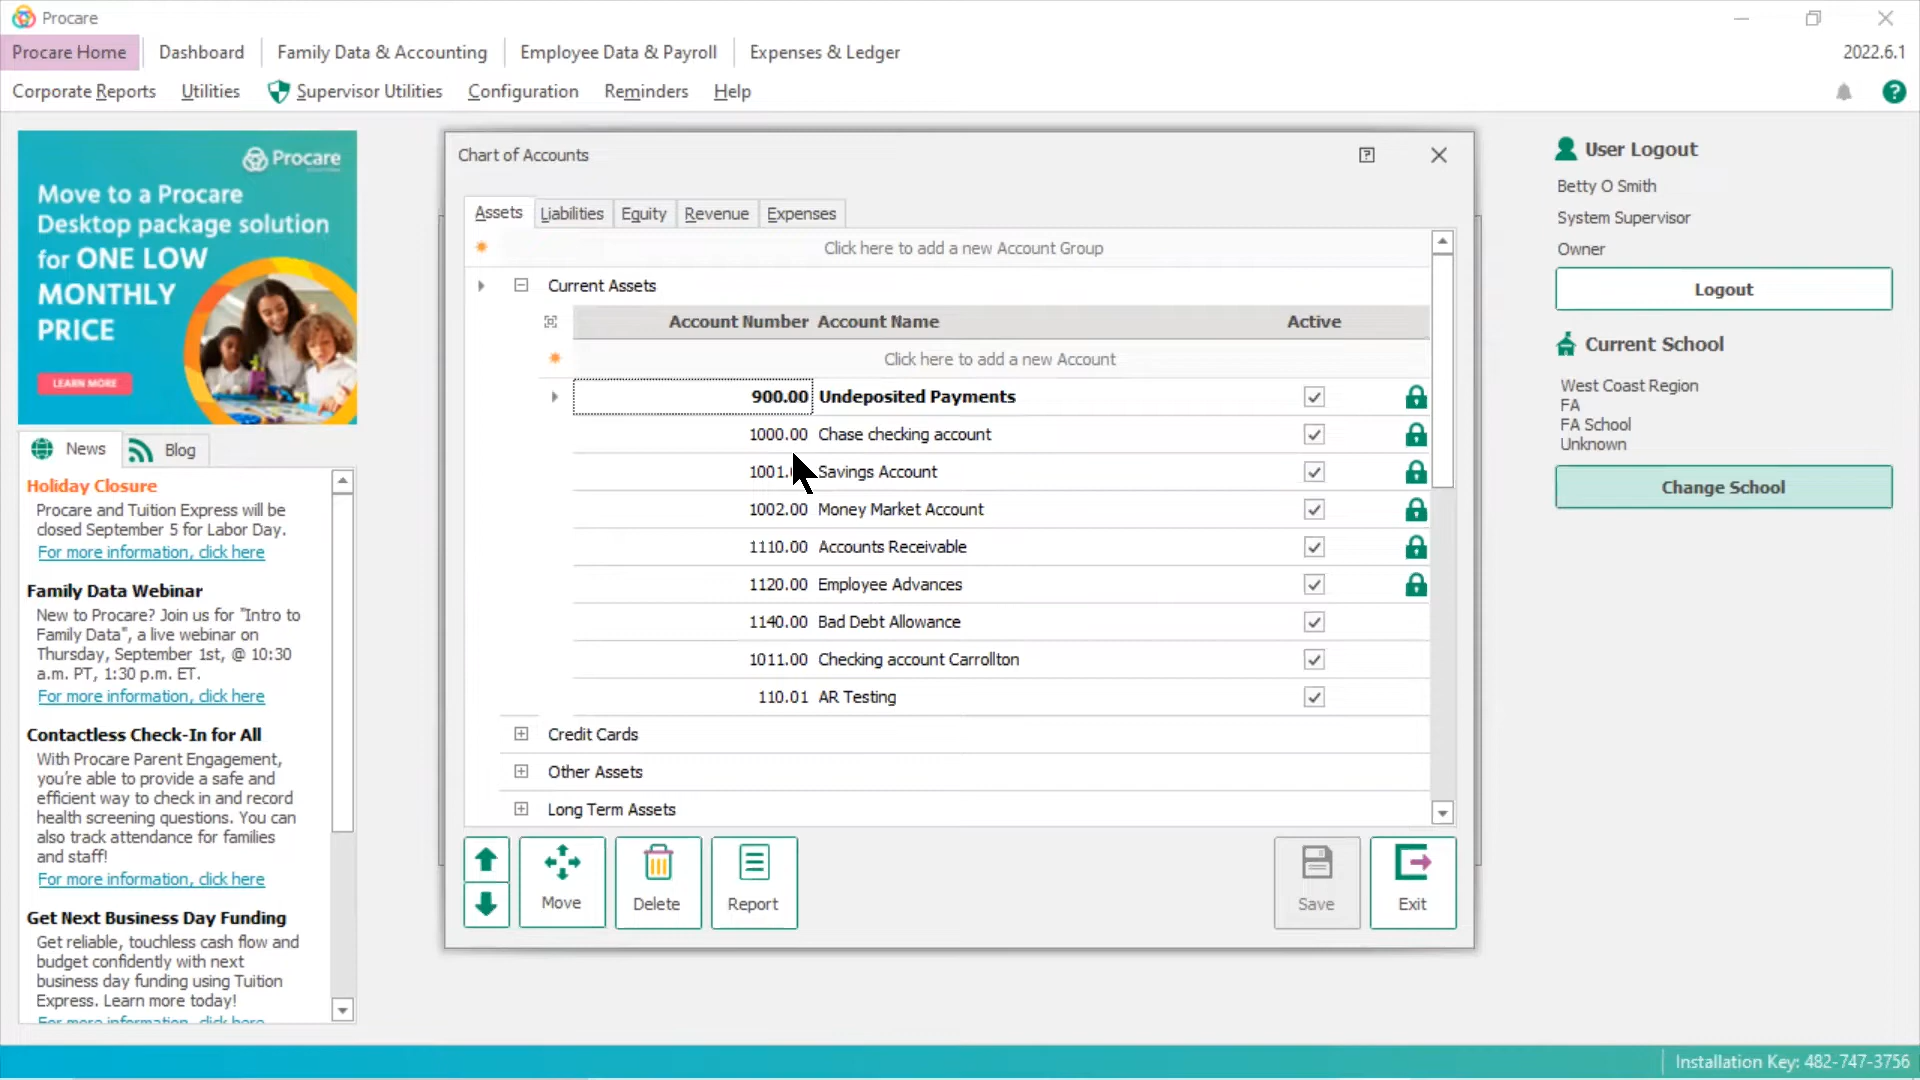 Procare
Procare Home
Dashboard
Family Data & Accounting
Employee Data & Payroll
Expenses & Ledger
2022.6.1
Corporate Reports
Utilities
Supervisor Utilities
Configuration
Reminders
Help
?
Procare
Move to a Procare
Desktop package solution
for ONE LOW
MONTHLY
PRICE
LEARN MORE
News
Blog
Holiday Closure
Procare and Tuition Express will be
closed September 5 for Labor Day.
For more information, click here
Family Data Webinar
New to Procare? Join us for "Intro to
Family Data", a live webinar on
Thursday, September 1st, @ 10:30
a.m. PT, 1:30 p.m. ET.
For more information, click here
Contactless Check-In for All
With Procare Parent Engagement,
you're able to provide a safe and
efficient way to check in and record
health screening questions. You can
also track attendance for families
and staff!
For more information, click here
Get Next Business Day Funding
Get reliable, touchless cash flow and
budget confidently with next
business day funding using Tuition
Express. Learn more today!
For more information, click here
Chart of Accounts
?
Assets
Liabilities
Equity
Revenue
Expenses
Click here to add a new Account Group
Current Assets
Account Number Account Name Active
Click here to add a new Account
900.00 Undeposited Payments
1000.00 Chase checking account
1001. Savings Account
1002.00 Money Market Account
1110.00 Accounts Receivable
1120.00 Employee Advances
1140.00 Bad Debt Allowance
1011.00 Checking account Carrollton
110.01 AR Testing
Credit Cards
Other Assets
Long Term Assets
Move
Delete
Report
Save
Exit
User Logout
Betty O Smith
System Supervisor
Owner
Logout
Current School
West Coast Region
FA
FA School
Unknown
Change School
Installation Key: 482-747-3756